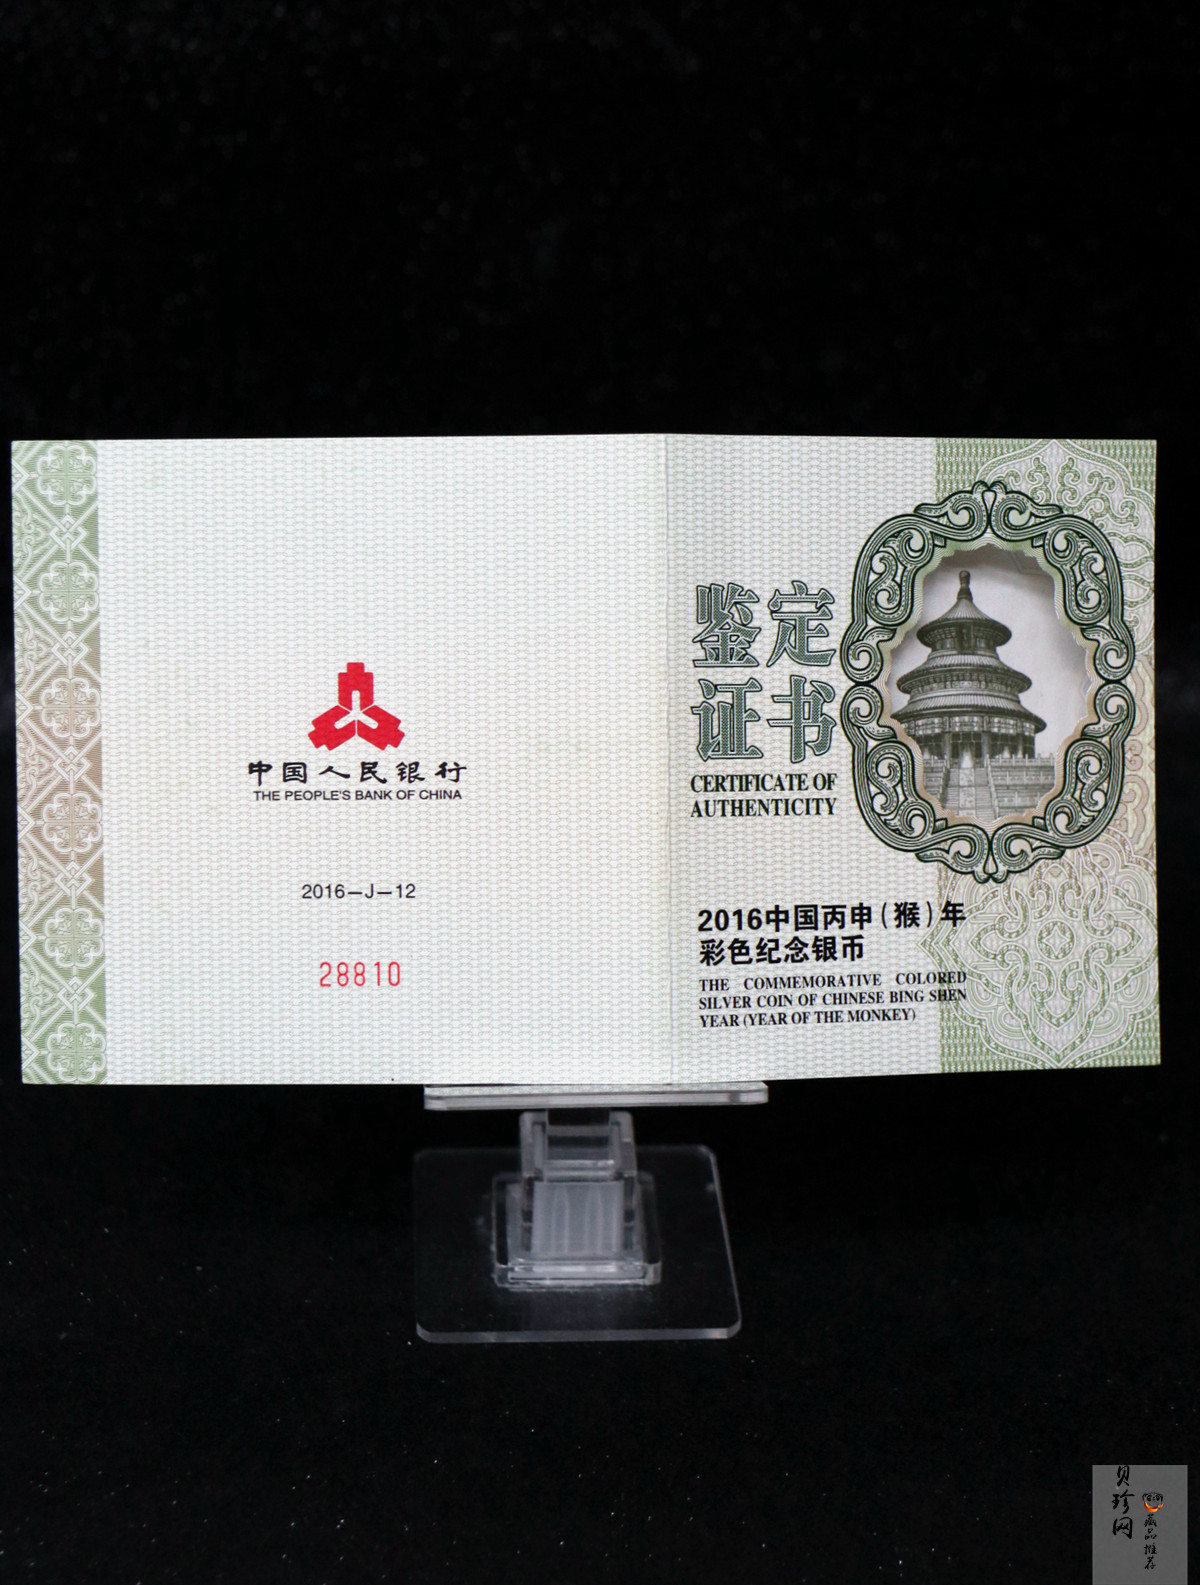 中国人民银行
THE PEOPLE'S BANK OF CHINA
2016-J-12
28810
鉴定
证书
CERTIFICATE OF
AUTHENTICITY
2016中国丙申(猴)年
彩色纪念银币
THE COMMEMORATIVE COLORED
SILVER COIN OF CHINESE BING SHEN
YEAR (YEAR OF THE MONKEY)
贝珍网
藏品推荐